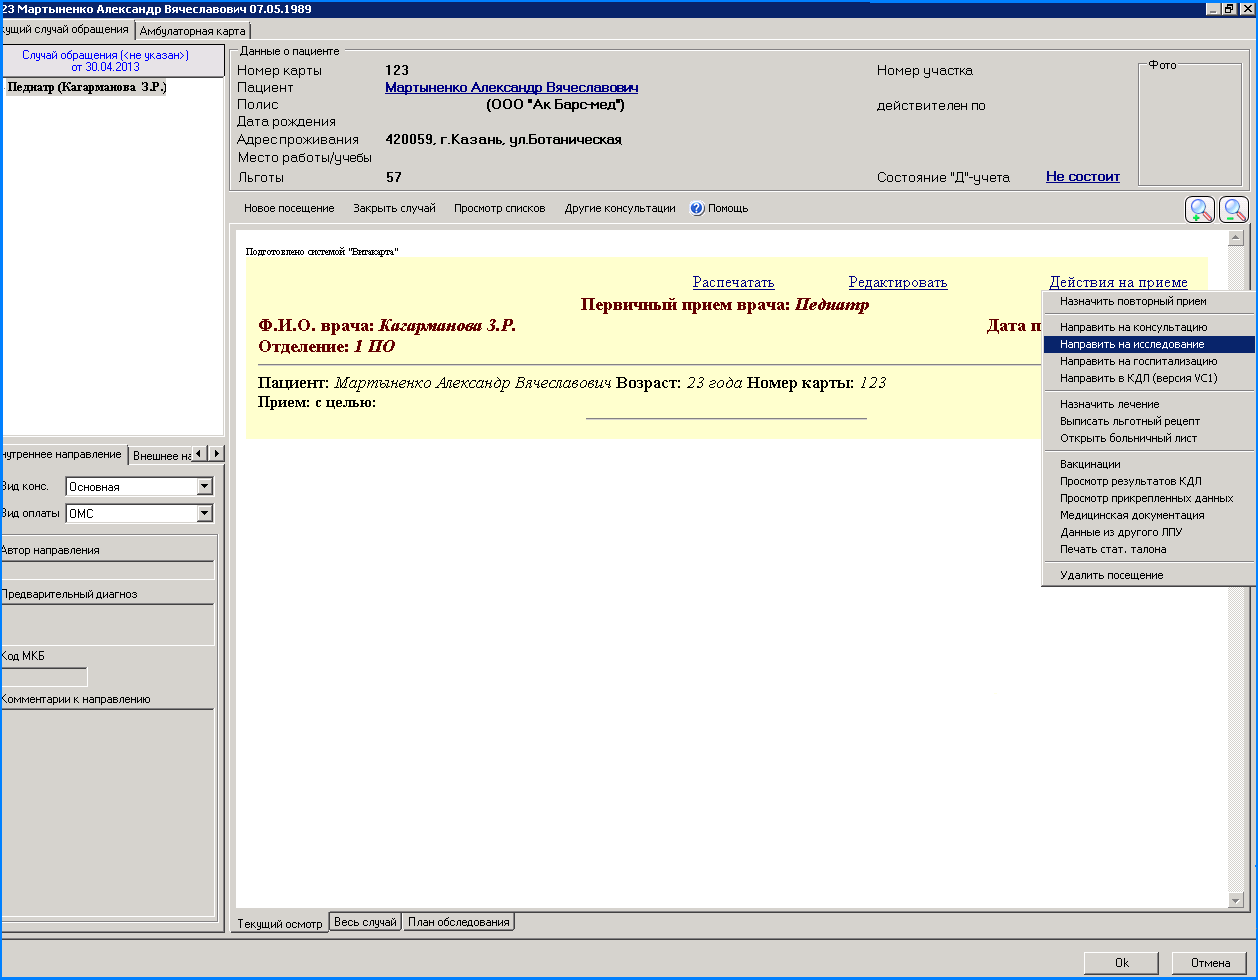 23 Мартыненко Александр Вячеславович 07.05.1989
кущий случай обращения Амбулаторная карта
Случай обращения (<не указан>)
от 30.04.2013
Педиатр (Кагарманова З.Р.)
Данные о пациенте
Номер карты 123 Номер участка
Пациент Мартыненко Александр Вячеславович
Полис (ООО "Ак Барс-мед") действителен по
Дата рождения
Адрес проживания 420059, г.Казань, ул.Ботаническая
Место работы/учебы
Льготы 57 Состояние "Д"-учета Не состоит
Фото
Новое посещение Закрыть случай Просмотр списков Другие консультации ? Помощь
Подготовлено системой "Витакарта"
Распечатать Редактировать Действия на приеме
Первичный прием врача: Педиатр
Ф.И.О. врача: Кагарманова З.Р. Дата п
Отделение: 1 ПО
Пациент: Мартыненко Александр Вячеславович Возраст: 23 года Номер карты: 123
Прием: с целью:
Назначить повторный прием
Направить на консультацию
Направить на исследование
Направить на госпитализацию
Направить в КДЛ (версия VC1)
Назначить лечение
Выписать льготный рецепт
Открыть больничный лист
Вакцинации
Просмотр результатов КДЛ
Просмотр прикрепленных данных
Медицинская документация
Данные из другого ЛПУ
Печать стат. талона
Удалить посещение
нутреннее направление Внешнее на
Вид конс. Основная
Вид оплаты ОМС
Автор направления
Предварительный диагноз
Код МКБ
Комментарии к направлению
Текущий осмотр Весь случай План обследования
Ok Отмена